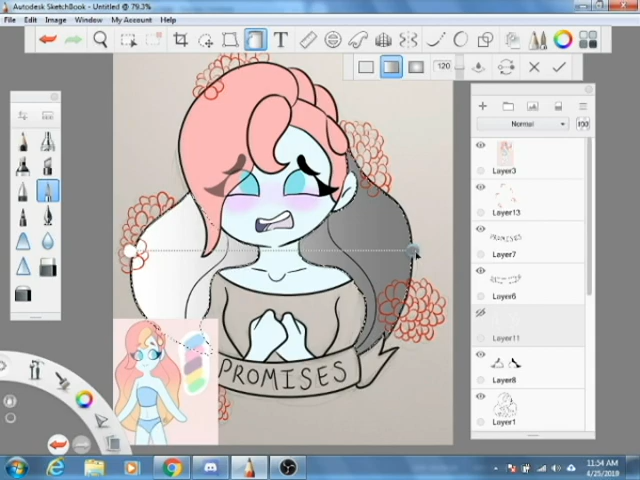 Autodesk SketchBook - Untitled @ 79.3%
File Edit Image Window My Account Help
T
120
Normal
100
Layer3
Layer13
PROMISES
Layer7
Layer6
Layer11
Layer8
Layer1
PROMISES
11:54 AM
4/25/2018